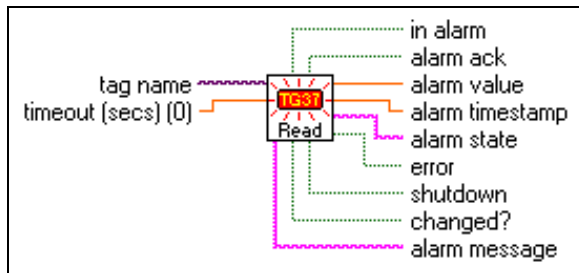 in alarm
alarm ack
tag name
alarm value
timeout (secs) (0)
TG37
alarm timestamp
Read
alarm state
error
shutdown
changed?
alarm message